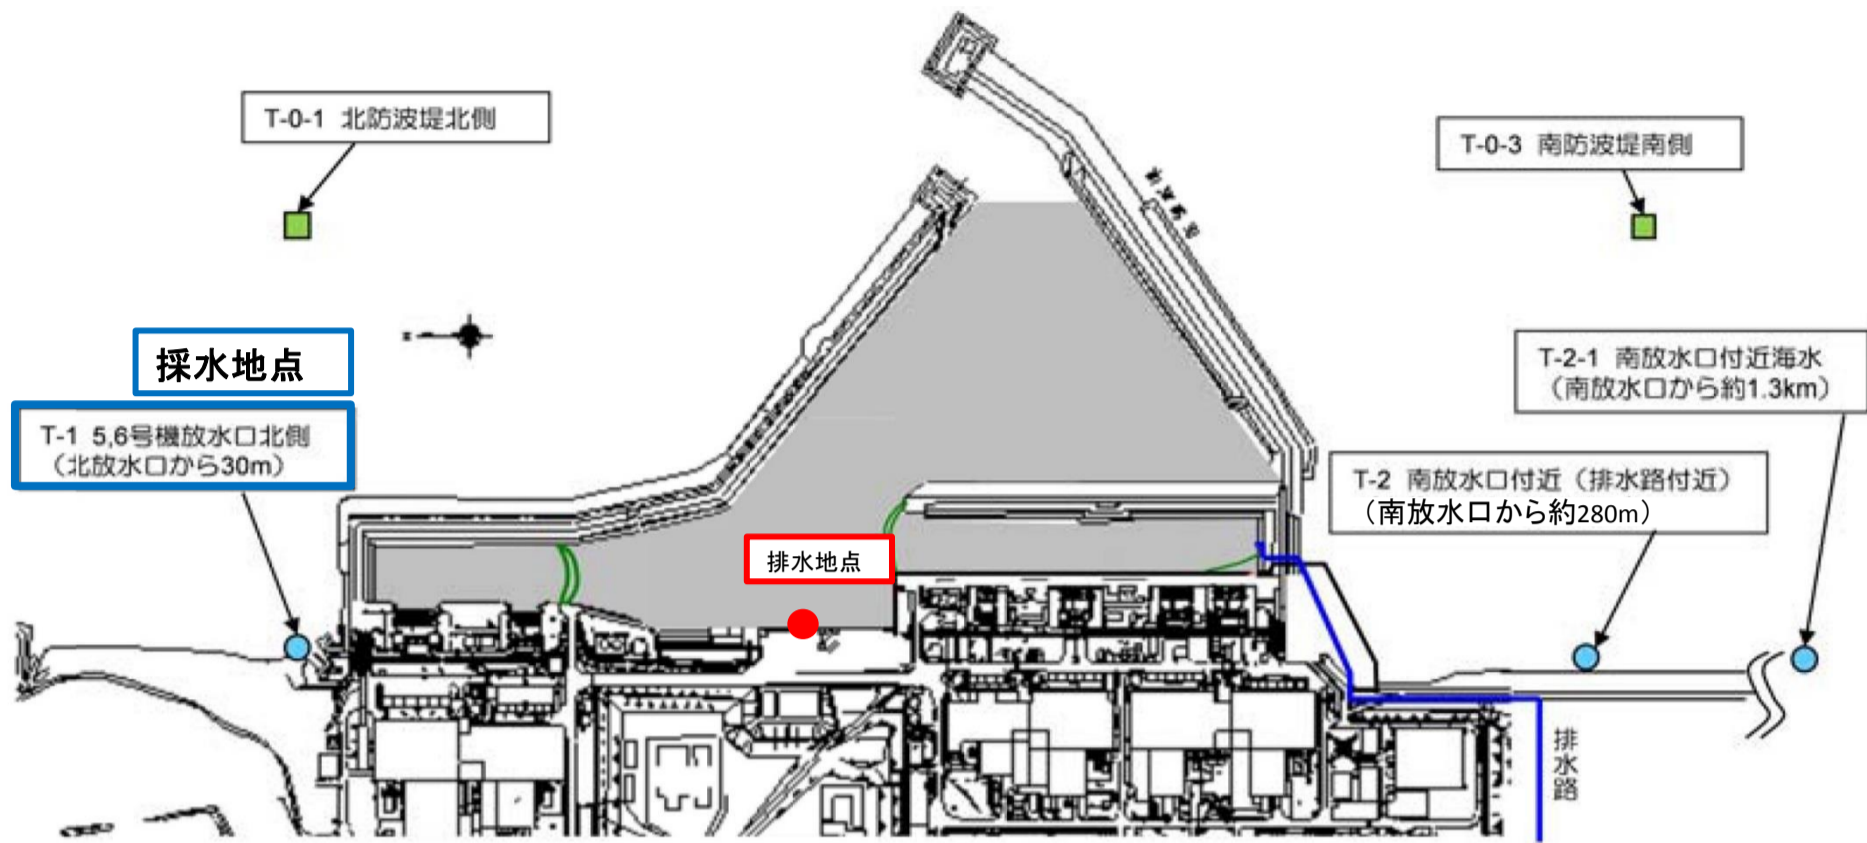 T-0-1 北防波堤北側
T-0-3 南防波堤南側
採水地点
T-1 5,6号機放水口北側
（北放水口から30m）
T-2-1 南放水口付近海水
（南放水口から約1.3km）
T-2 南放水口付近（排水路付近）
（南放水口から約280m）
排水地点
排水路